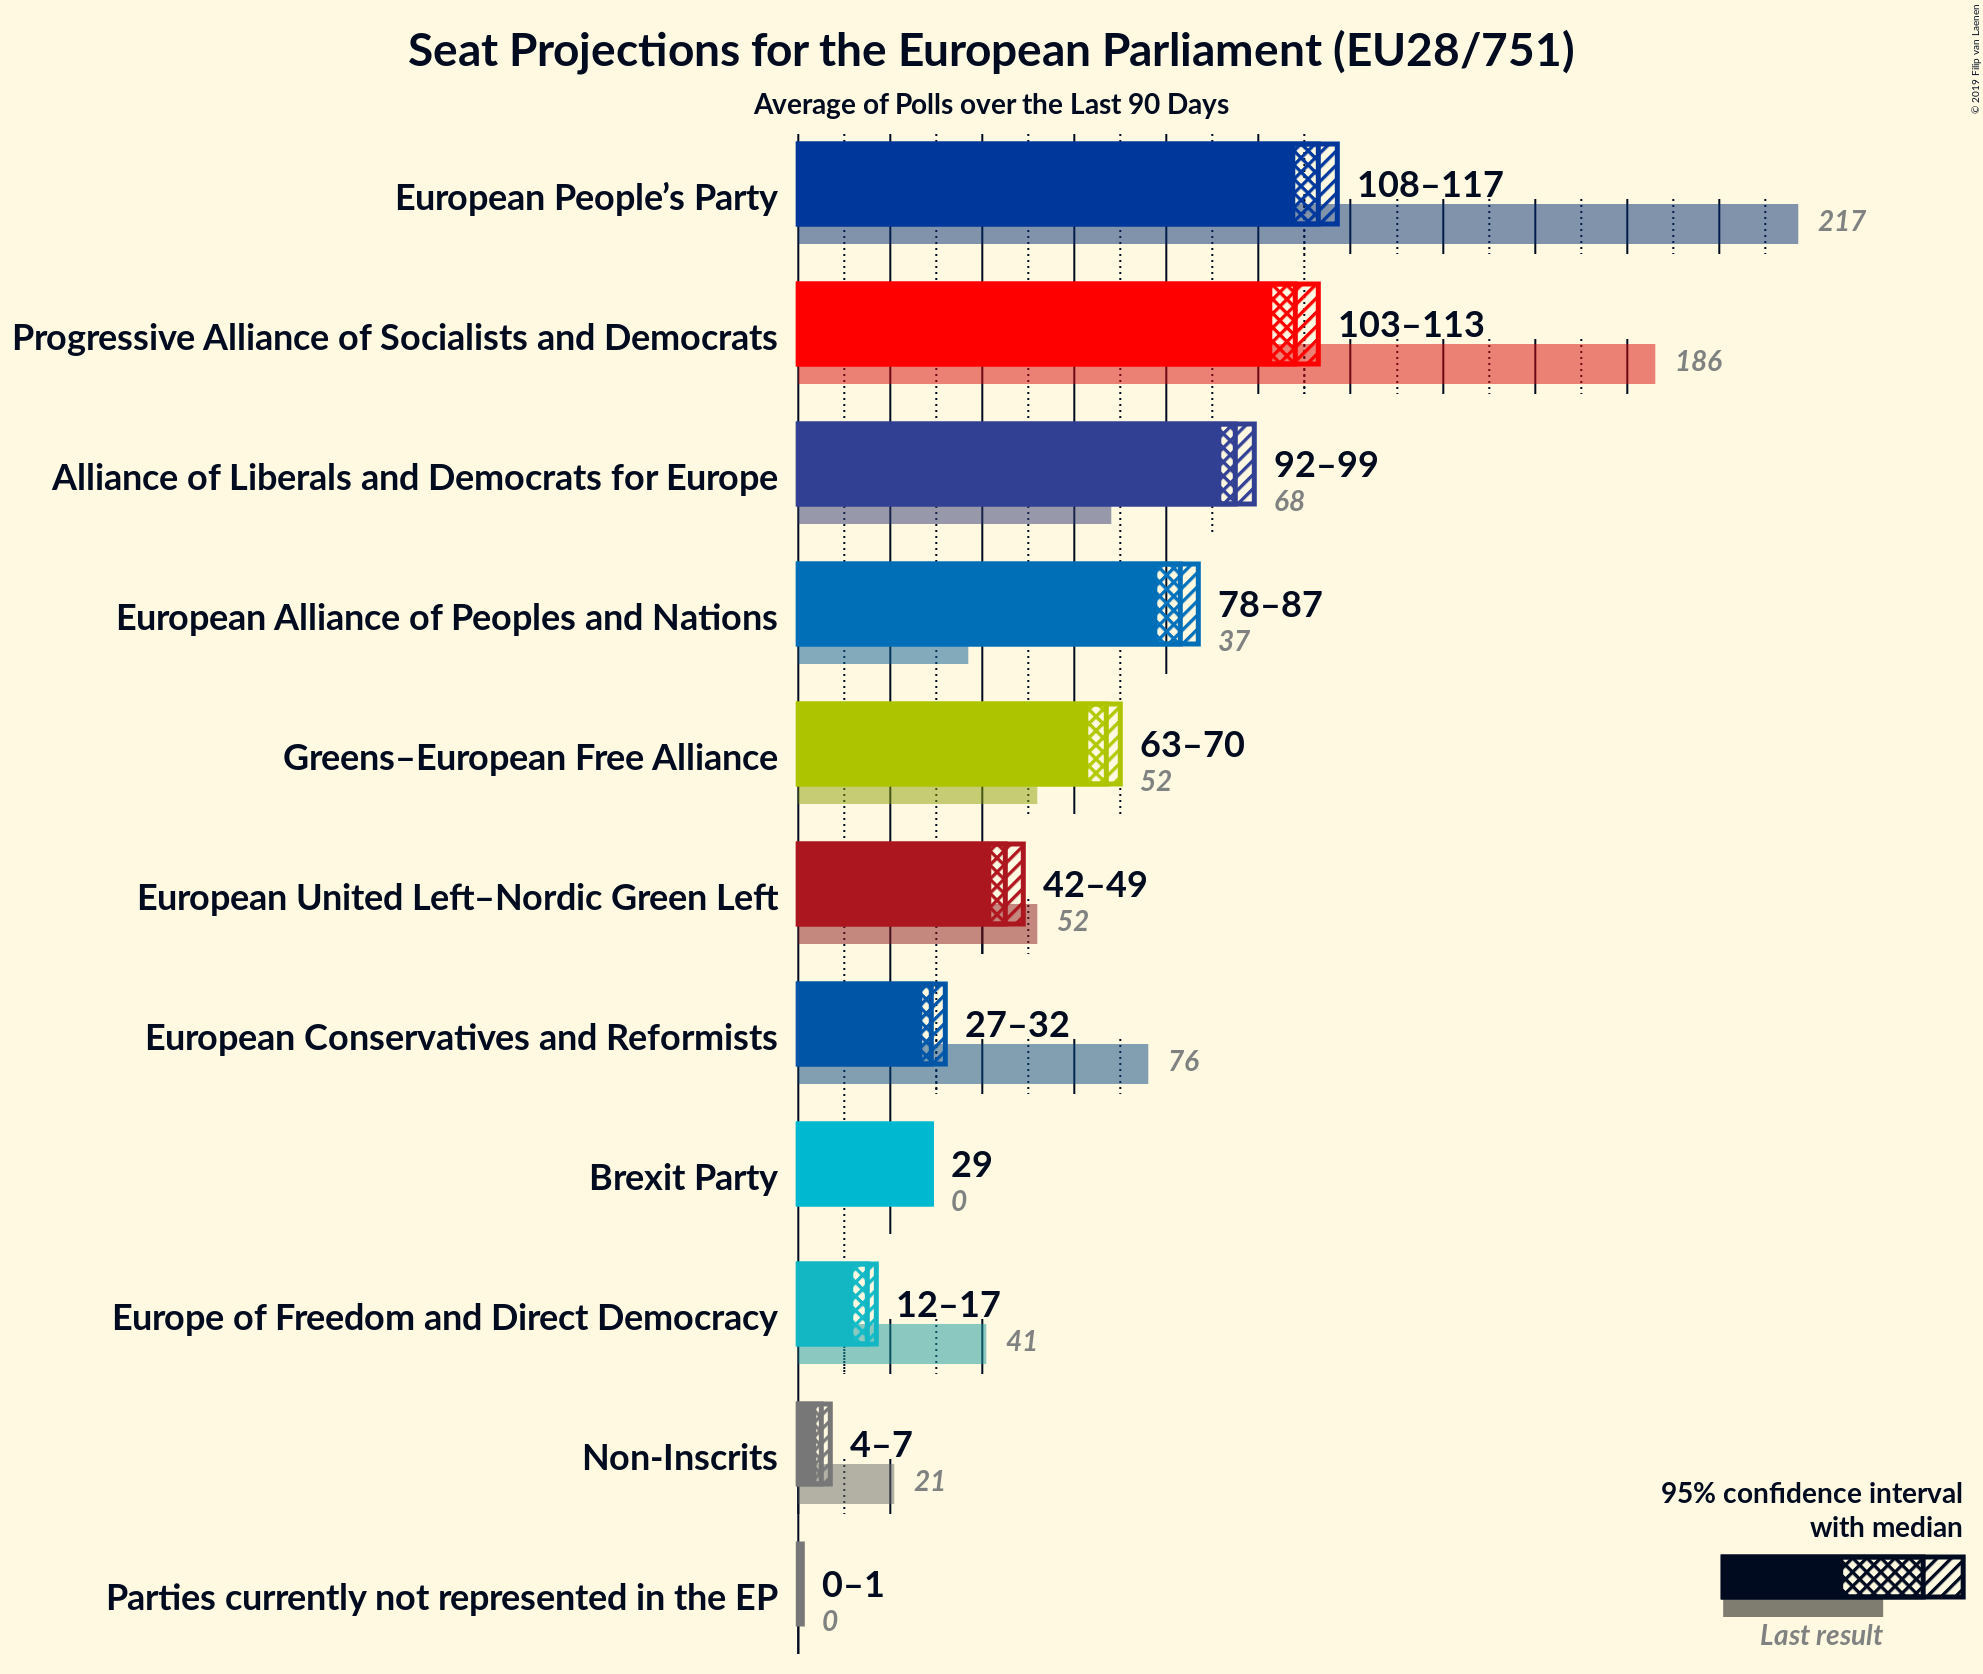 Seat Projections for the European Parliament (EU28/751)
Average of Polls over the Last 90 Days
© 2019 Filip van Laenen
European People’s Party
108–117
217
Progressive Alliance of Socialists and Democrats
103–113
186
Alliance of Liberals and Democrats for Europe
92–99
68
European Alliance of Peoples and Nations
78–87
37
Greens–European Free Alliance
63–70
52
European United Left–Nordic Green Left
42–49
52
European Conservatives and Reformists
27–32
76
Brexit Party
29
0
Europe of Freedom and Direct Democracy
12–17
41
Non-Inscrits
4–7
21
Parties currently not represented in the EP
0–1
0
95% confidence interval
with median
Last result